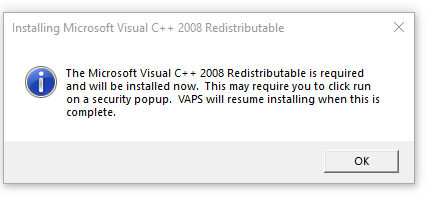 Installing Microsoft Visual C++ 2008 Redistributable
The Microsoft Visual C++ 2008 Redistributable is required
and will be installed now. This may require you to click run
on a security popup. VAPS will resume installing when this is
complete.
OK